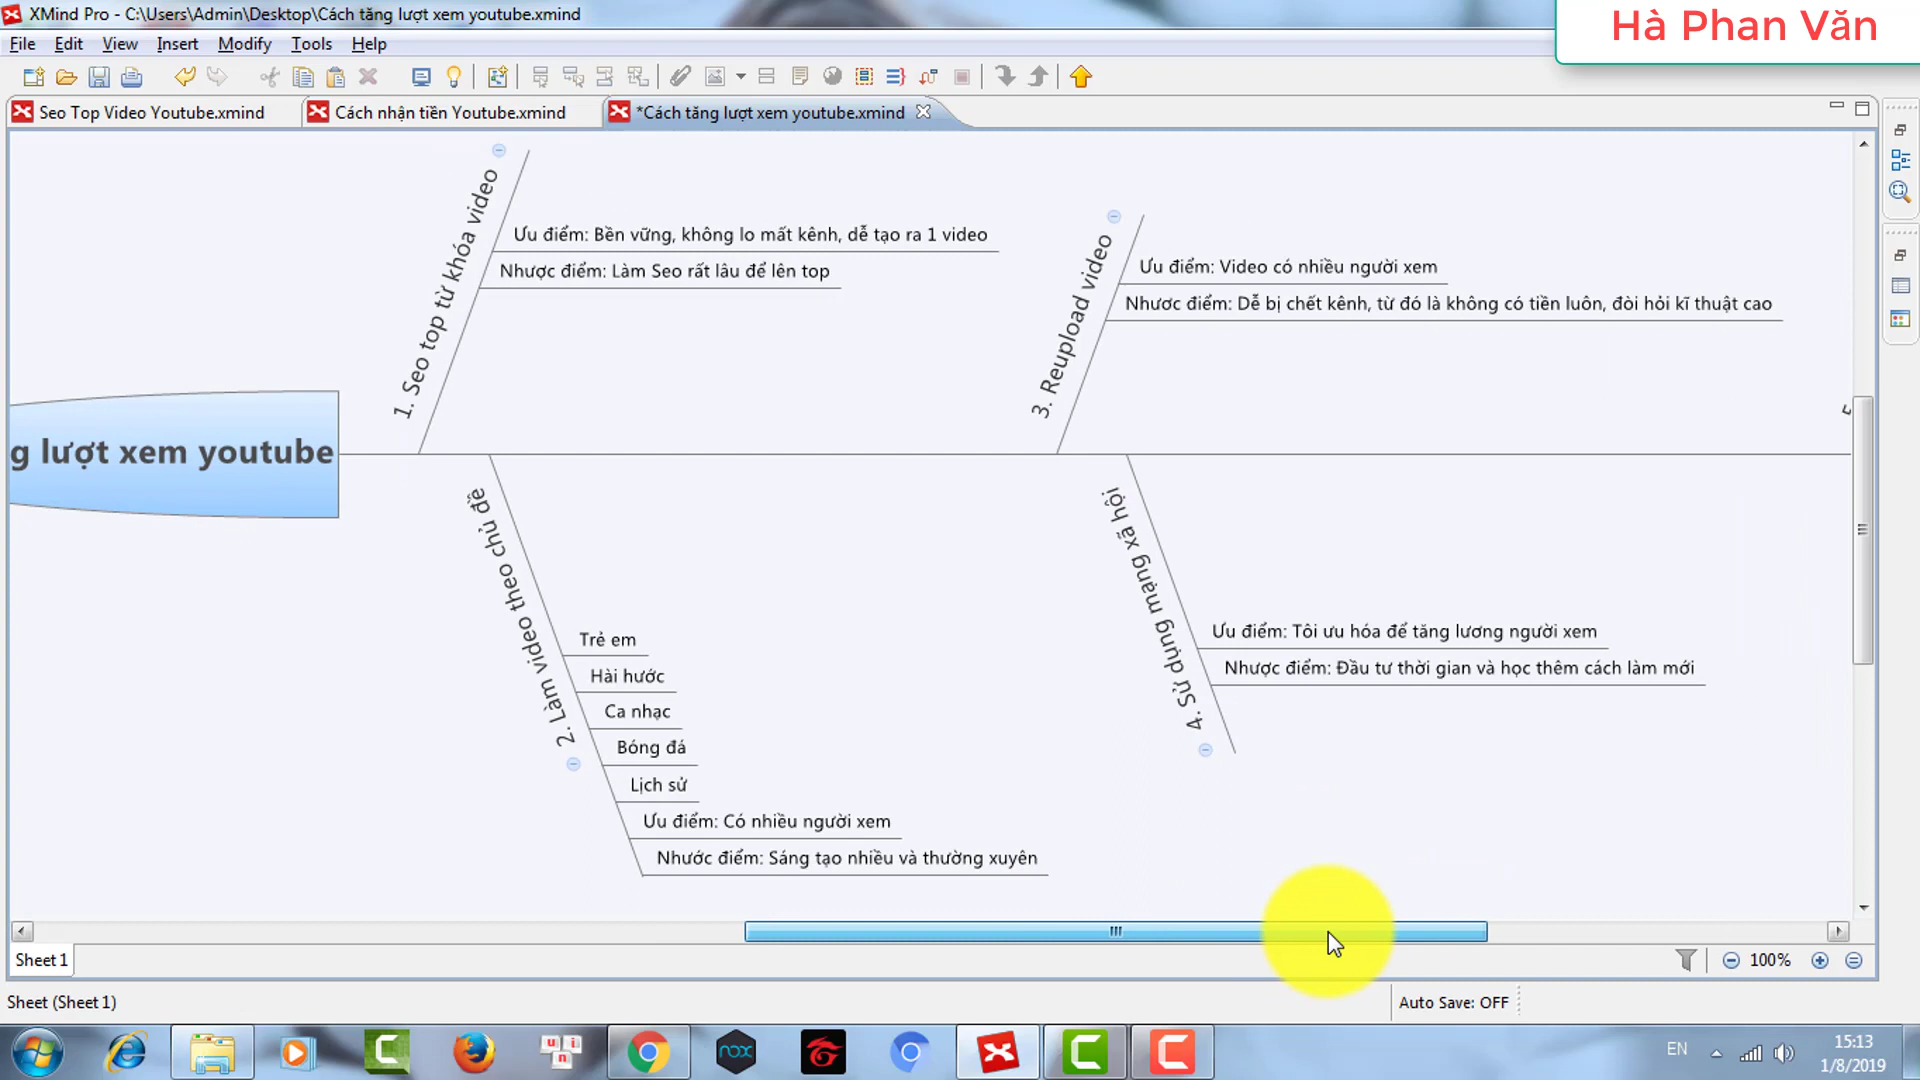 XMind Pro - C:\Users\Admin\Desktop\Cách tăng lượt xem youtube.xmind
Hà Phan Văn
File Edit View Insert Modify Tools Help
Seo Top Video Youtube.xmind
Cách nhận tiền Youtube.xmind
*Cách tăng lượt xem youtube.xmind
1. Seo top từ khóa video
Ưu điểm: Bền vững, không lo mất kênh, dễ tạo ra 1 video
Nhược điểm: Làm Seo rất lâu để lên top
3. Reupload video
Ưu điểm: Video có nhiều người xem
Nhươc điểm: Dễ bị chết kênh, từ đó là không có tiền luôn, đòi hỏi kĩ thuật cao
g lượt xem youtube
2. Làm video theo chủ đề
Trẻ em
Hài hước
Ca nhạc
Bóng đá
Lịch sử
Ưu điểm: Có nhiều người xem
Nhước điểm: Sáng tạo nhiều và thường xuyên
4. Sử dụng mạng xã hội
Ưu điểm: Tôi ưu hóa để tăng lương người xem
Nhược điểm: Đầu tư thời gian và học thêm cách làm mới
Sheet 1
100%
Sheet (Sheet 1)
Auto Save: OFF
un i n
nox
EN
15:13
1/8/2019